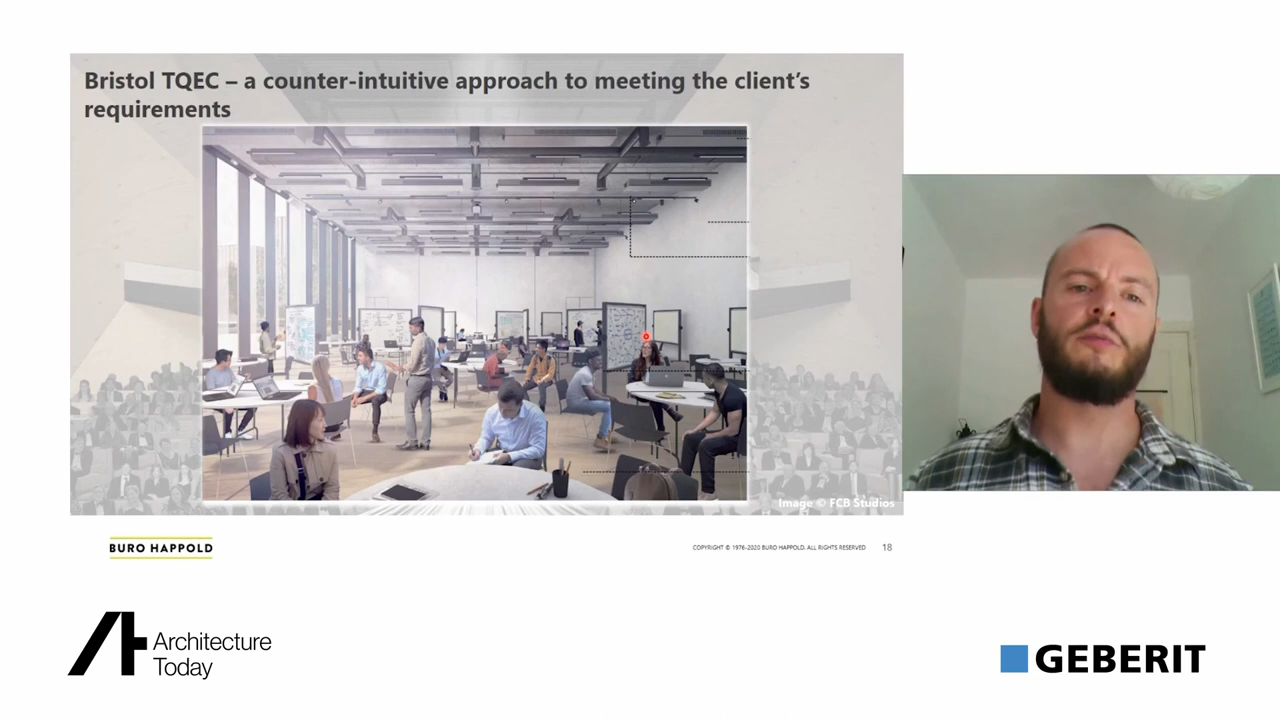 Bristol TQEC – a counter-intuitive approach to meeting the client's
requirements
Image © FCB Studios
BURO HAPPOLD
COPYRIGHT © 1976-2020 BURO HAPPOLD. ALL RIGHTS RESERVED 18
Architecture
Today
GEBERIT